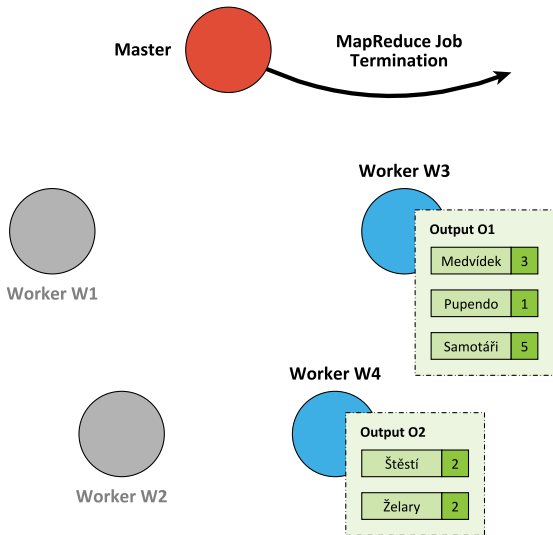 Master
MapReduce Job
Termination
Worker W3
Output O1
Medvídek 3
Pupendo 1
Samotáři 5
Worker W1
Worker W4
Output O2
Štěstí 2
Želary 2
Worker W2